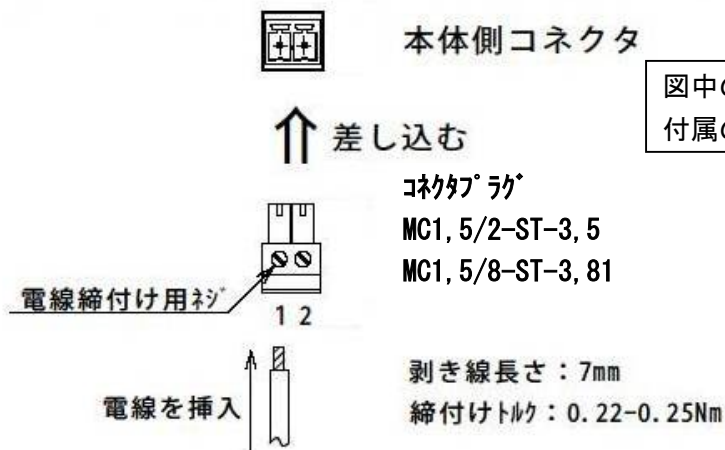 本体側コネクタ
図中の
付属の
差し込む
コネクタプラグ
MC1,5/2-ST-3,5
MC1,5/8-ST-3,81
電線締付け用ネジ
1 2
電線を挿入
剥き線長さ：7mm
締付けトルク：0.22-0.25Nm